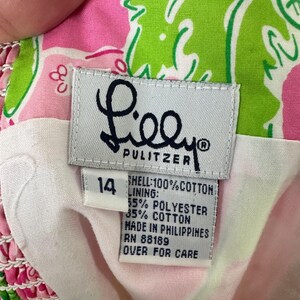 Lilly®
PULITZER
14
SHELL:100%COTTON
LINING:
65% POLYESTER
35% COTTON
MADE IN PHILIPPINES
RN 88189
OVER FOR CARE